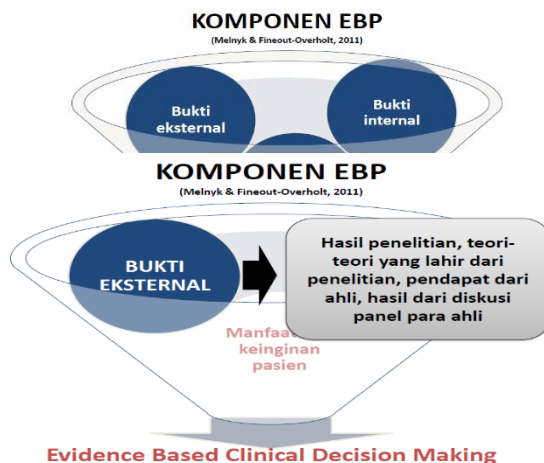 KOMPONEN EBP
(Melnyk & Fineout-Overholt, 2011)
Bukti
eksternal
Bukti
internal
KOMPONEN EBP
(Melnyk & Fineout-Overholt, 2011)
BUKTI
EKSTERNAL
Hasil penelitian, teori-
teori yang lahir dari
penelitian, pendapat dari
ahli, hasil dari diskusi
panel para ahli
keinginan
pasien
Evidence Based Clinical Decision Making